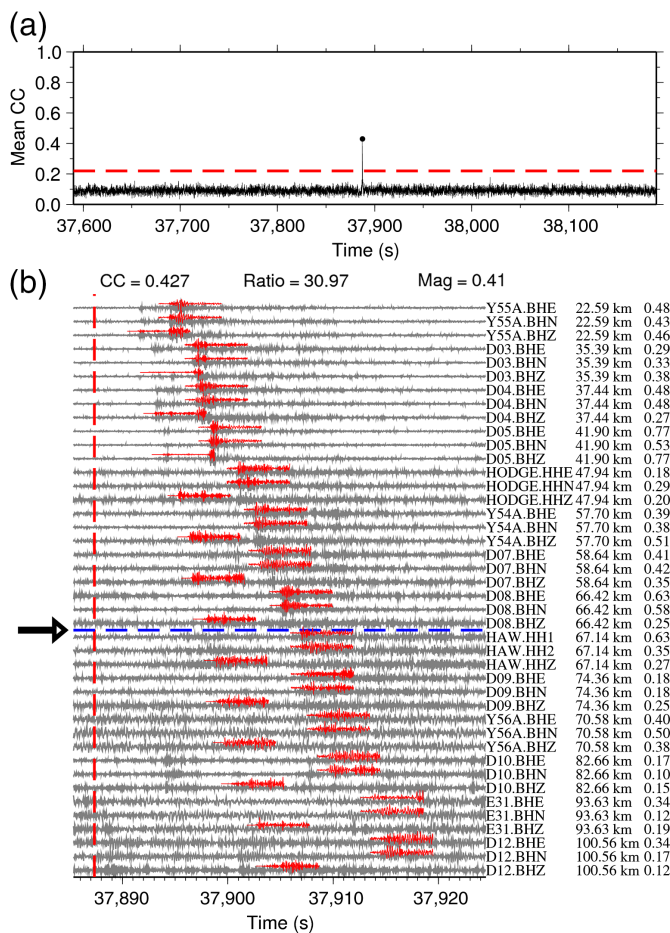 (a)
Mean CC
1.0
0.8
0.6
0.4
0.2
0.0
37,600 37,700 37,800 37,900 38,000 38,100
Time (s)
(b)
CC = 0.427 Ratio = 30.97 Mag = 0.41
Y55A.BHE 22.59 km 0.48
Y55A.BHN 22.59 km 0.43
Y55A.BHZ 22.59 km 0.46
D03.BHE 35.39 km 0.29
D03.BHN 35.39 km 0.33
D03.BHZ 35.39 km 0.38
D04.BHE 37.44 km 0.48
D04.BHN 37.44 km 0.48
D04.BHZ 37.44 km 0.27
D05.BHE 41.90 km 0.77
D05.BHN 41.90 km 0.53
D05.BHZ 41.90 km 0.77
HODGE.HHE 47.94 km 0.18
HODGE.HHN 47.94 km 0.29
HODGE.HHZ 47.94 km 0.20
Y54A.BHE 57.70 km 0.39
Y54A.BHN 57.70 km 0.38
Y54A.BHZ 57.70 km 0.51
D07.BHE 58.64 km 0.41
D07.BHN 58.64 km 0.42
D07.BHZ 58.64 km 0.35
D08.BHE 66.42 km 0.63
D08.BHN 66.42 km 0.58
D08.BHZ 66.42 km 0.25
HAW.HH1 67.14 km 0.63
HAW.HH2 67.14 km 0.35
HAW.HHZ 67.14 km 0.27
D09.BHE 74.36 km 0.18
D09.BHN 74.36 km 0.18
D09.BHZ 74.36 km 0.25
Y56A.BHE 70.58 km 0.40
Y56A.BHN 70.58 km 0.50
Y56A.BHZ 70.58 km 0.38
D10.BHE 82.66 km 0.17
D10.BHN 82.66 km 0.10
D10.BHZ 82.66 km 0.15
E31.BHE 93.63 km 0.34
E31.BHN 93.63 km 0.12
E31.BHZ 93.63 km 0.19
D12.BHE 100.56 km 0.34
D12.BHN 100.56 km 0.17
D12.BHZ 100.56 km 0.12
37,890 37,900 37,910 37,920
Time (s)